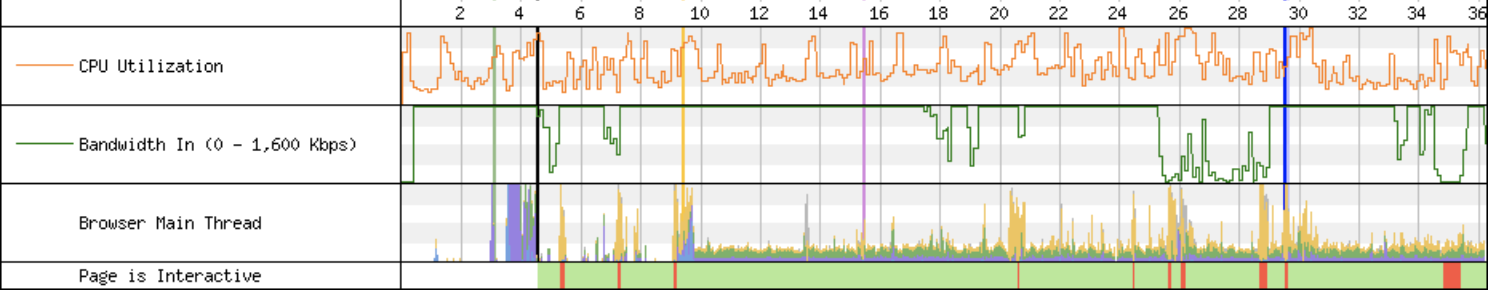 2 4 6 8 10 12 14 16 18 20 22 24 26 28 30 32 34 36
CPU Utilization
Bandwidth In (0 - 1,600 Kbps)
Browser Main Thread
Page is Interactive